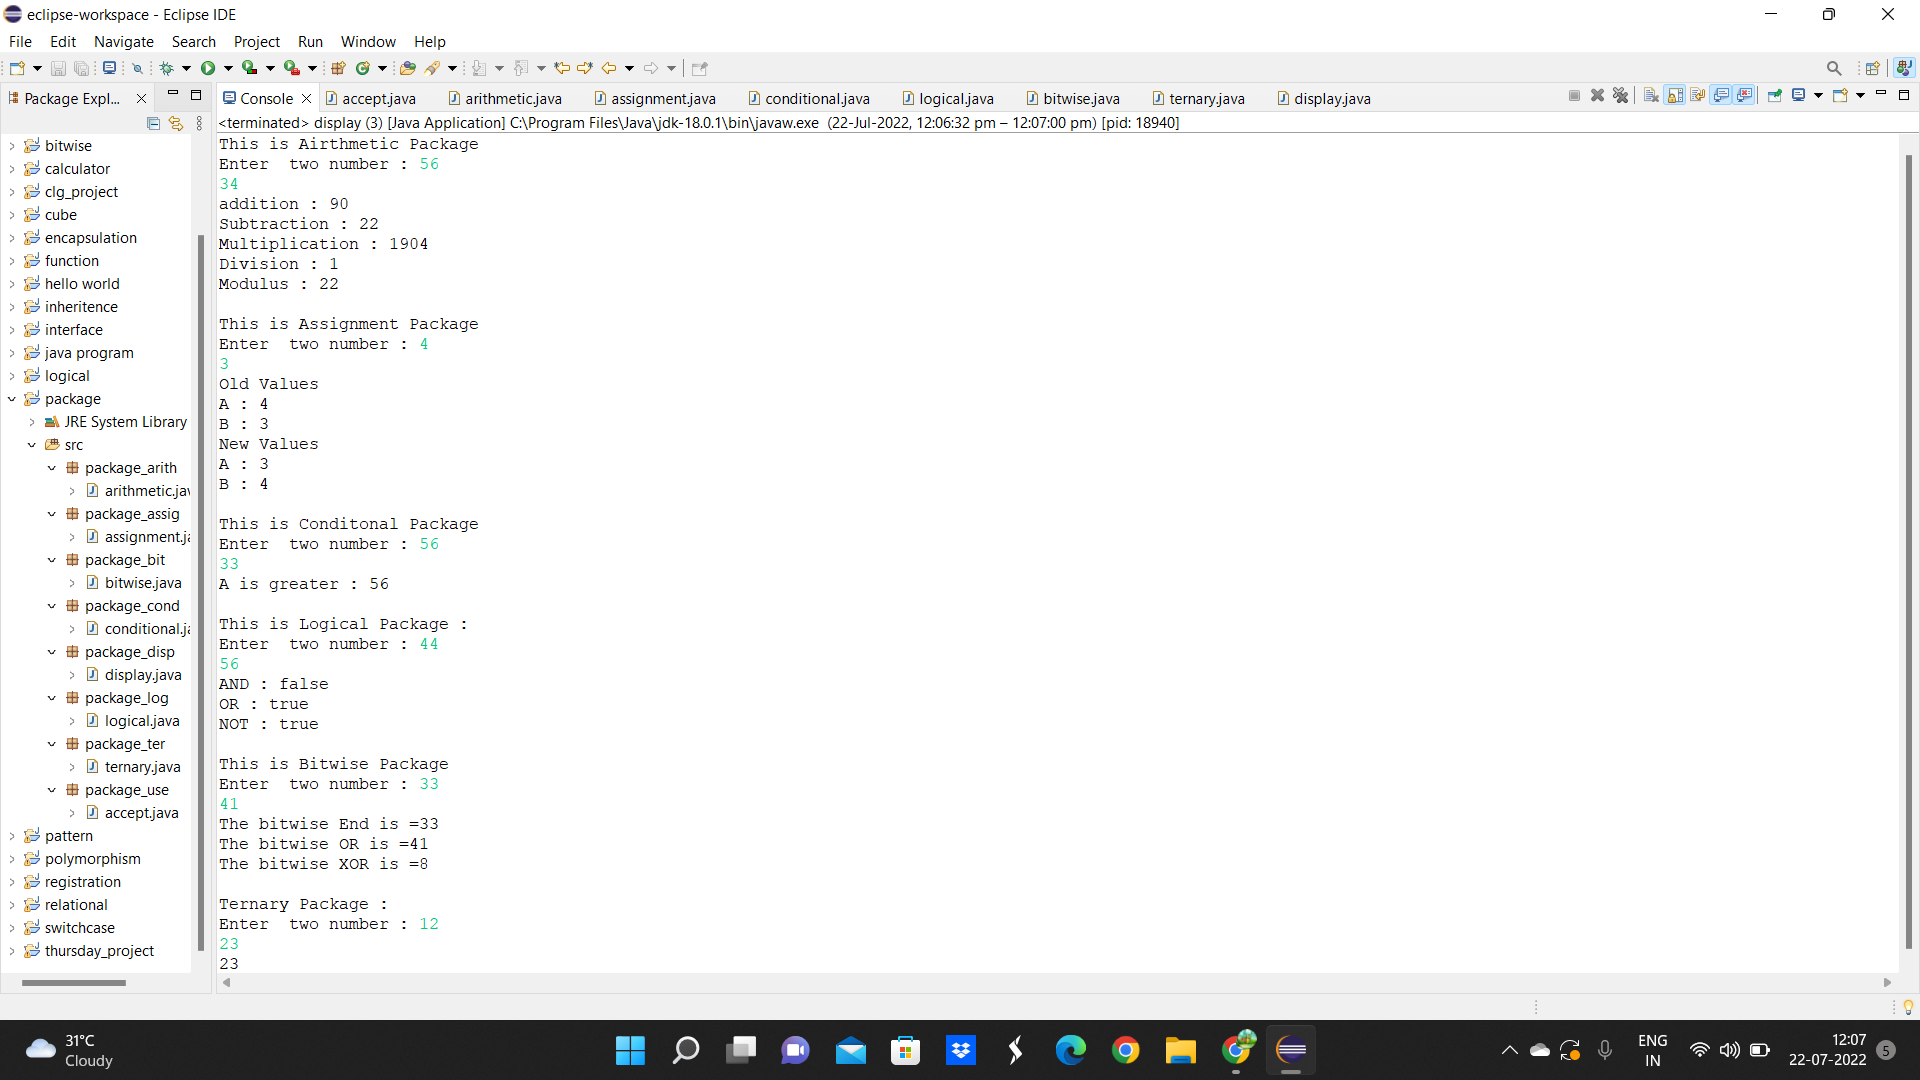 eclipse-workspace - Eclipse IDE
File Edit Navigate Search Project Run Window Help
Package Expl...
Console accept.java arithmetic.java assignment.java conditional.java logical.java bitwise.java ternary.java display.java
<terminated> display (3) [Java Application] C:\Program Files\Java\jdk-18.0.1\bin\javaw.exe (22-Jul-2022, 12:06:32 pm – 12:07:00 pm) [pid: 18940]
bitwise
calculator
clg_project
cube
encapsulation
function
hello world
inheritence
interface
java program
logical
package
JRE System Library
src
package_arith
arithmetic.jav
package_assig
assignment.ja
package_bit
bitwise.java
package_cond
conditional.ja
package_disp
display.java
package_log
logical.java
package_ter
ternary.java
package_use
accept.java
pattern
polymorphism
registration
relational
switchcase
thursday_project
This is Airthmetic Package
Enter  two number : 56
34
addition : 90
Subtraction : 22
Multiplication : 1904
Division : 1
Modulus : 22
This is Assignment Package
Enter  two number : 4
3
Old Values
A : 4
B : 3
New Values
A : 3
B : 4
This is Conditonal Package
Enter  two number : 56
33
A is greater : 56
This is Logical Package :
Enter  two number : 44
56
AND : false
OR : true
NOT : true
This is Bitwise Package
Enter  two number : 33
41
The bitwise End is =33
The bitwise OR is =41
The bitwise XOR is =8
Ternary Package :
Enter  two number : 12
23
23
31°C
Cloudy
ENG
IN
12:07
22-07-2022
5